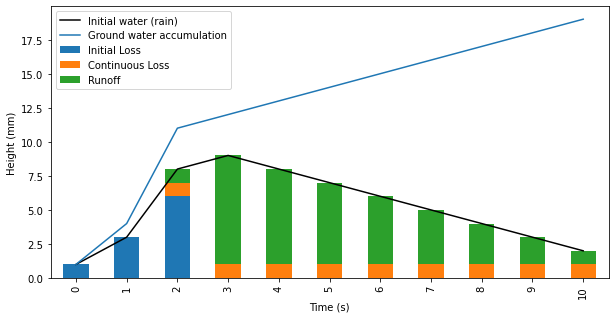 Initial water (rain)
Ground water accumulation
Initial Loss
Continuous Loss
Runoff
Height (mm)
17.5
15.0
12.5
10.0
7.5
5.0
2.5
0.0
0 1 2 3 4 5 6 7 8 9 10
Time (s)